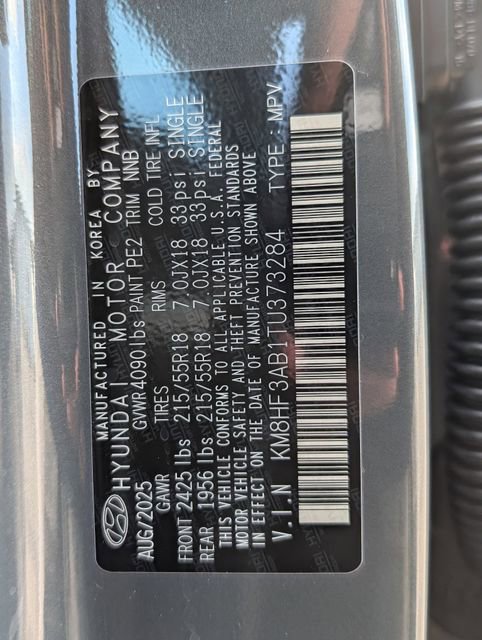 MANUFACTURED IN KOREA BY
HYUNDAI MOTOR COMPANY
AUG/2025 GVWR4090lbs PAINT PE2 TRIM NNB
GAWR TIRES RIMS COLD TIRE INFL
FRONT 2425 lbs 215/55R18 7.0JX18 33psi SINGLE
REAR 1956 lbs 215/55R18 7.0JX18 33psi SINGLE
THIS VEHICLE CONFORMS TO ALL APPLICABLE U.S.A. FEDERAL
MOTOR VEHICLE SAFETY AND THEFT PREVENTION STANDARDS
IN EFFECT ON THE DATE OF MANUFACTURE SHOWN ABOVE
V.I.N KM8HF3AB1TU373284 TYPE : MPV